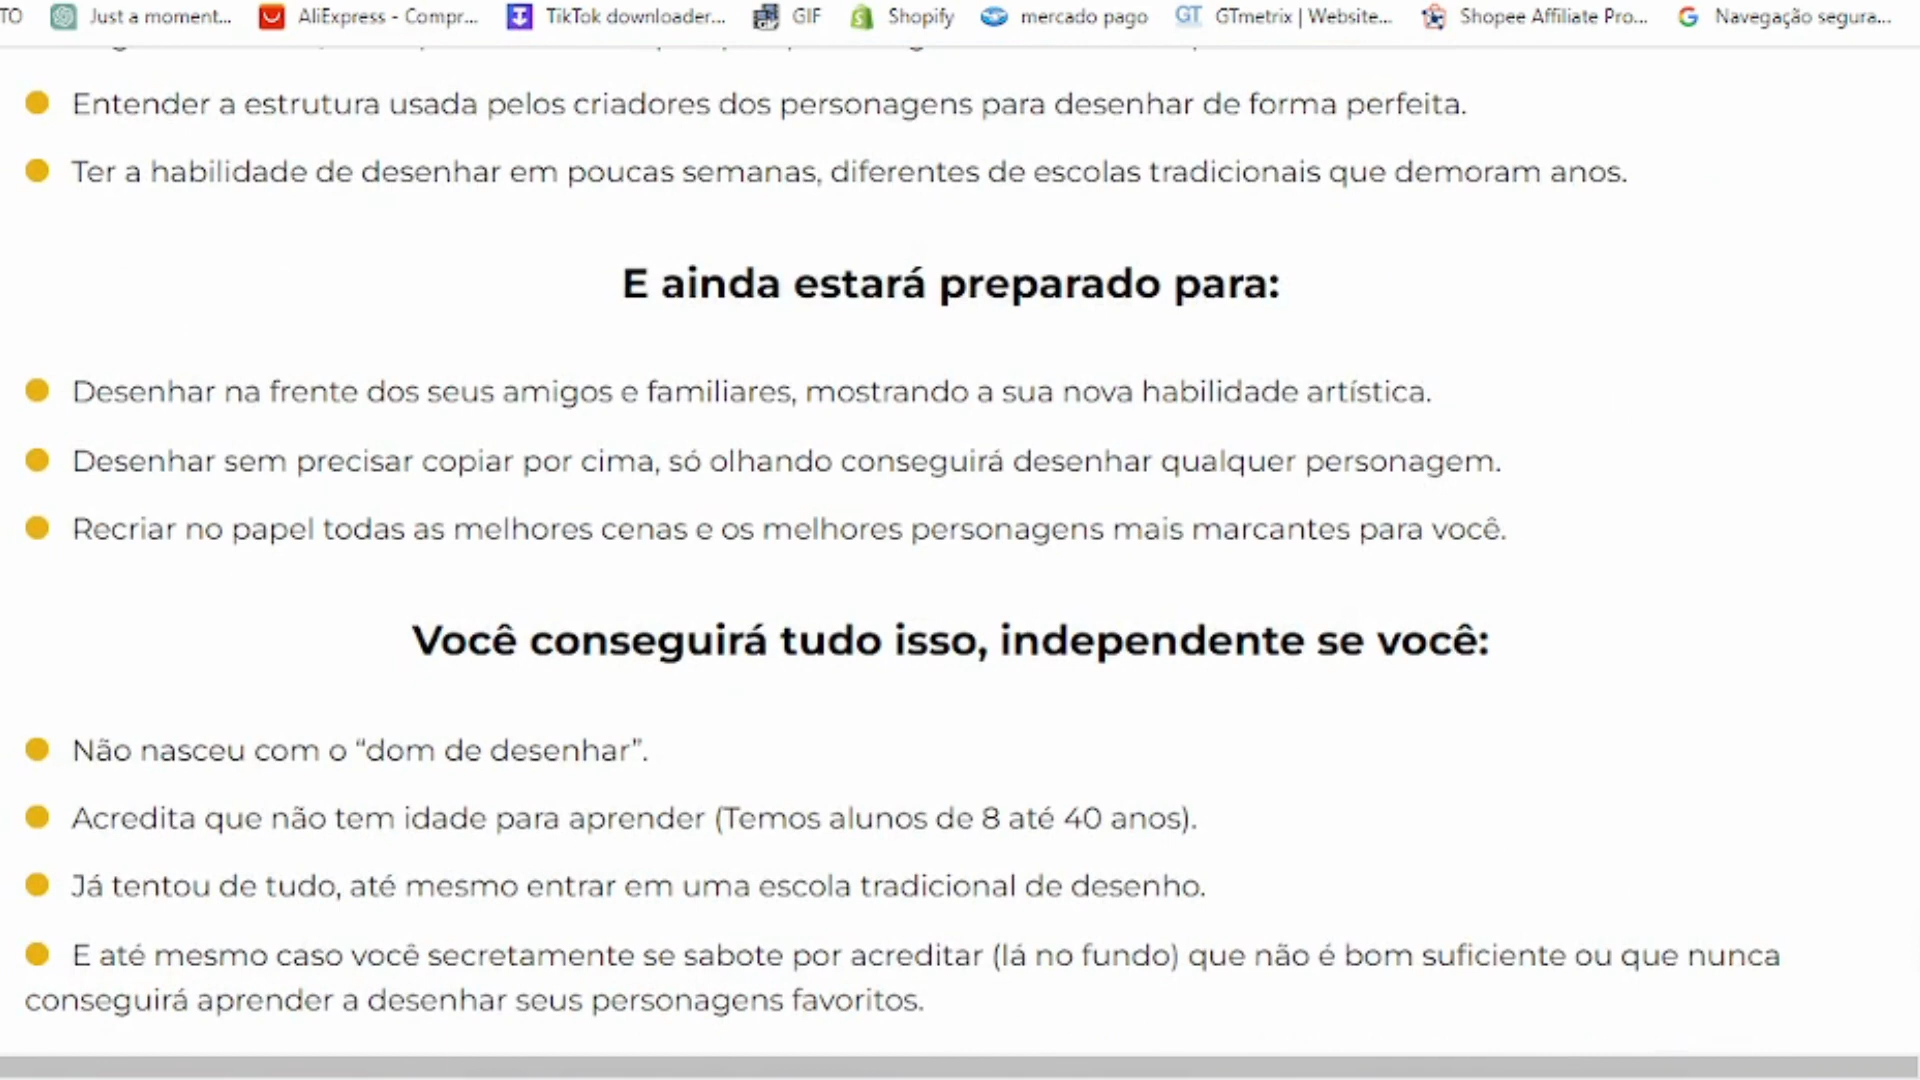 TO Just a moment... AliExpress - Compr... TikTok downloader... GIF Shopify mercado pago GT GTmetrix | Website... Shopee Affiliate Pro... Navegação segura...
Entender a estrutura usada pelos criadores dos personagens para desenhar de forma perfeita.
Ter a habilidade de desenhar em poucas semanas, diferentes de escolas tradicionais que demoram anos.
E ainda estará preparado para:
Desenhar na frente dos seus amigos e familiares, mostrando a sua nova habilidade artística.
Desenhar sem precisar copiar por cima, só olhando conseguirá desenhar qualquer personagem.
Recriar no papel todas as melhores cenas e os melhores personagens mais marcantes para você.
Você conseguirá tudo isso, independente se você:
Não nasceu com o “dom de desenhar”.
Acredita que não tem idade para aprender (Temos alunos de 8 até 40 anos).
Já tentou de tudo, até mesmo entrar em uma escola tradicional de desenho.
E até mesmo caso você secretamente se sabote por acreditar (lá no fundo) que não é bom suficiente ou que nunca
conseguirá aprender a desenhar seus personagens favoritos.